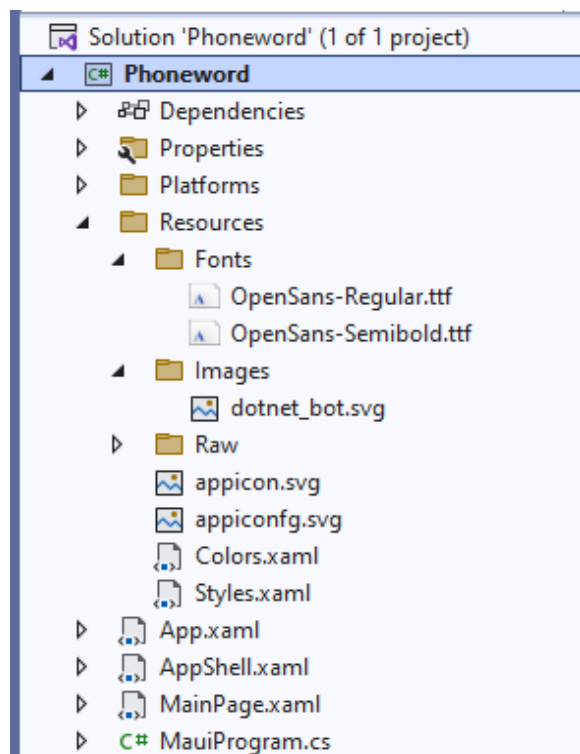 Solution 'Phoneword' (1 of 1 project)
C# Phoneword
Dependencies
Properties
Platforms
Resources
Fonts
OpenSans-Regular.ttf
OpenSans-Semibold.ttf
Images
dotnet_bot.svg
Raw
appicon.svg
appiconfg.svg
Colors.xaml
Styles.xaml
App.xaml
AppShell.xaml
MainPage.xaml
C# MauiProgram.cs